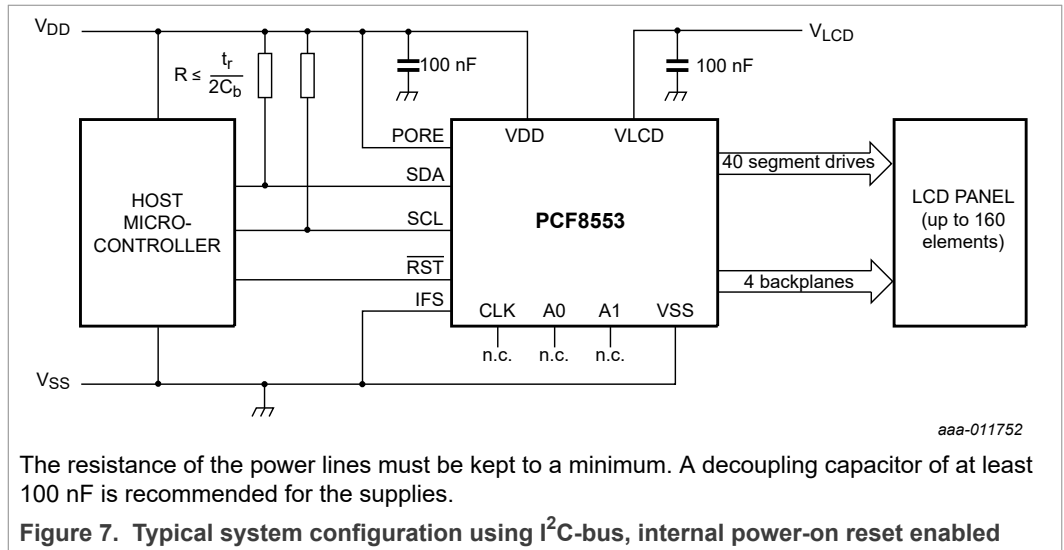 VDD
VLCD
R ≤ tr/2Cb
100 nF
100 nF
PORE
VDD
VLCD
SDA
40 segment drives
HOST
MICRO-
CONTROLLER
SCL
PCF8553
LCD PANEL
(up to 160
elements)
RST
4 backplanes
IFS
CLK
A0
A1
VSS
n.c.
n.c.
n.c.
VSS
aaa-011752
The resistance of the power lines must be kept to a minimum. A decoupling capacitor of at least
100 nF is recommended for the supplies.
Figure 7. Typical system configuration using I²C-bus, internal power-on reset enabled